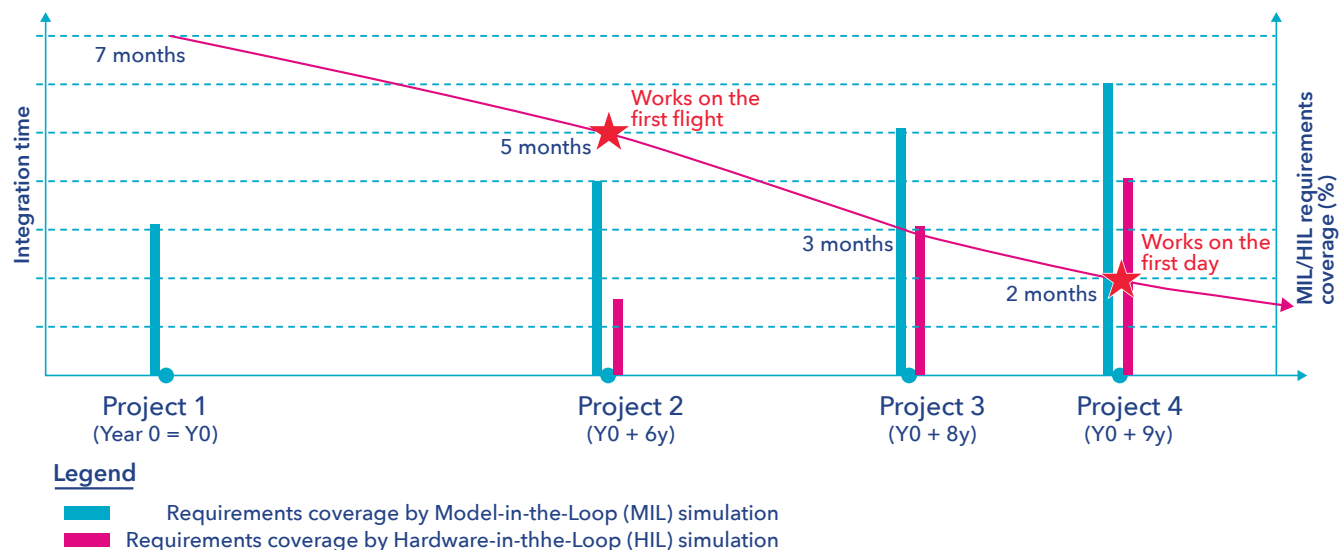 Integration time
7 months
Works on the
first flight
5 months
3 months
Works on the
first day
2 months
MIL/HIL requirements
coverage (%)
Project 1
(Year 0 = Y0)
Project 2
(Y0 + 6y)
Project 3
(Y0 + 8y)
Project 4
(Y0 + 9y)
Legend
Requirements coverage by Model-in-the-Loop (MIL) simulation
Requirements coverage by Hardware-in-thhe-Loop (HIL) simulation